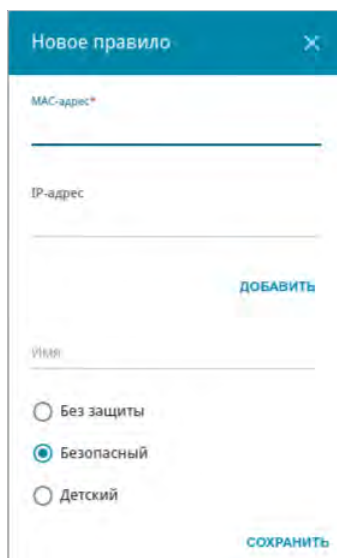 Новое правило
MAC-адрес*
IP-адрес
ДОБАВИТЬ
Имя
Без защиты
Безопасный
Детский
СОХРАНИТЬ